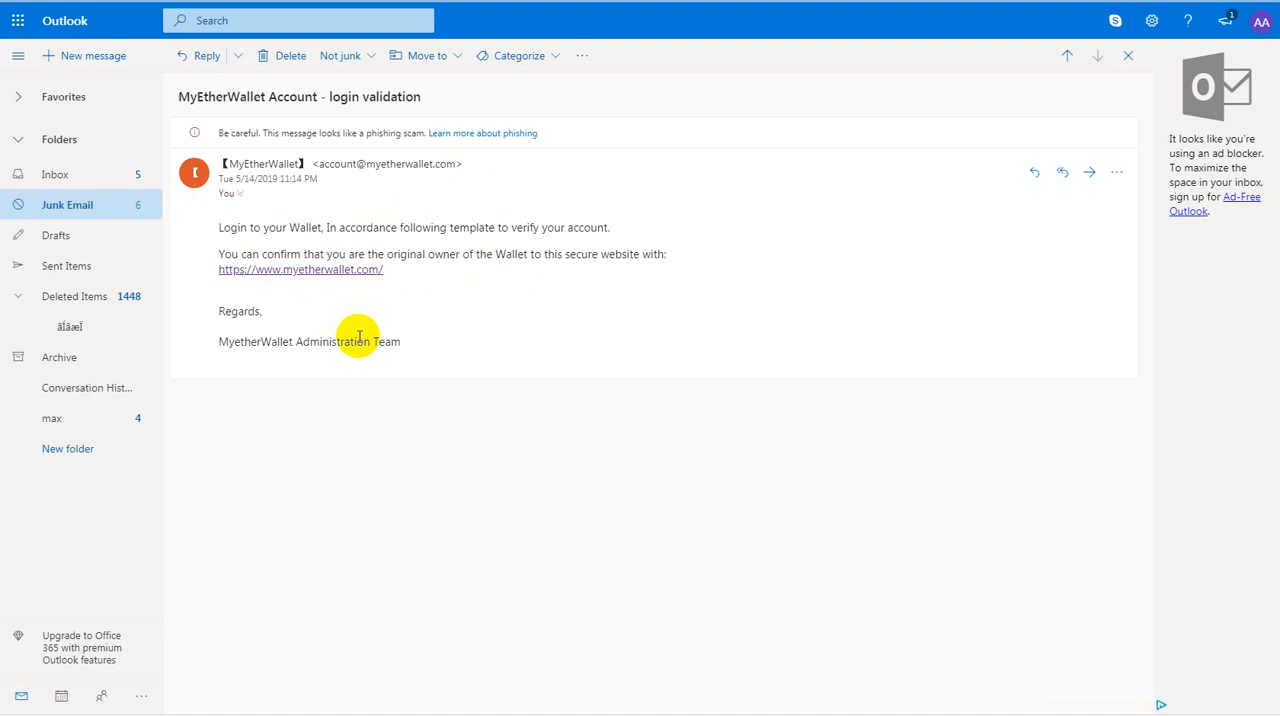 Outlook
Search
1
AA
New message
Reply
Delete
Not junk
Move to
Categorize
Favorites
Folders
Inbox 5
Junk Email 6
Drafts
Sent Items
Deleted Items 1448
ãÍãæÏ
Archive
Conversation Hist...
max 4
New folder
Upgrade to Office
365 with premium
Outlook features
MyEtherWallet Account - login validation
Be careful. This message looks like a phishing scam. Learn more about phishing
【MyEtherWallet】 <account@myetherwallet.com>
Tue 5/14/2019 11:14 PM
You
Login to your Wallet, In accordance following template to verify your account.
You can confirm that you are the original owner of the Wallet to this secure website with:
https://www.myetherwallet.com/
Regards,
MyetherWallet Administration Team
It looks like you're
using an ad blocker.
To maximize the
space in your inbox,
sign up for Ad-Free
Outlook.